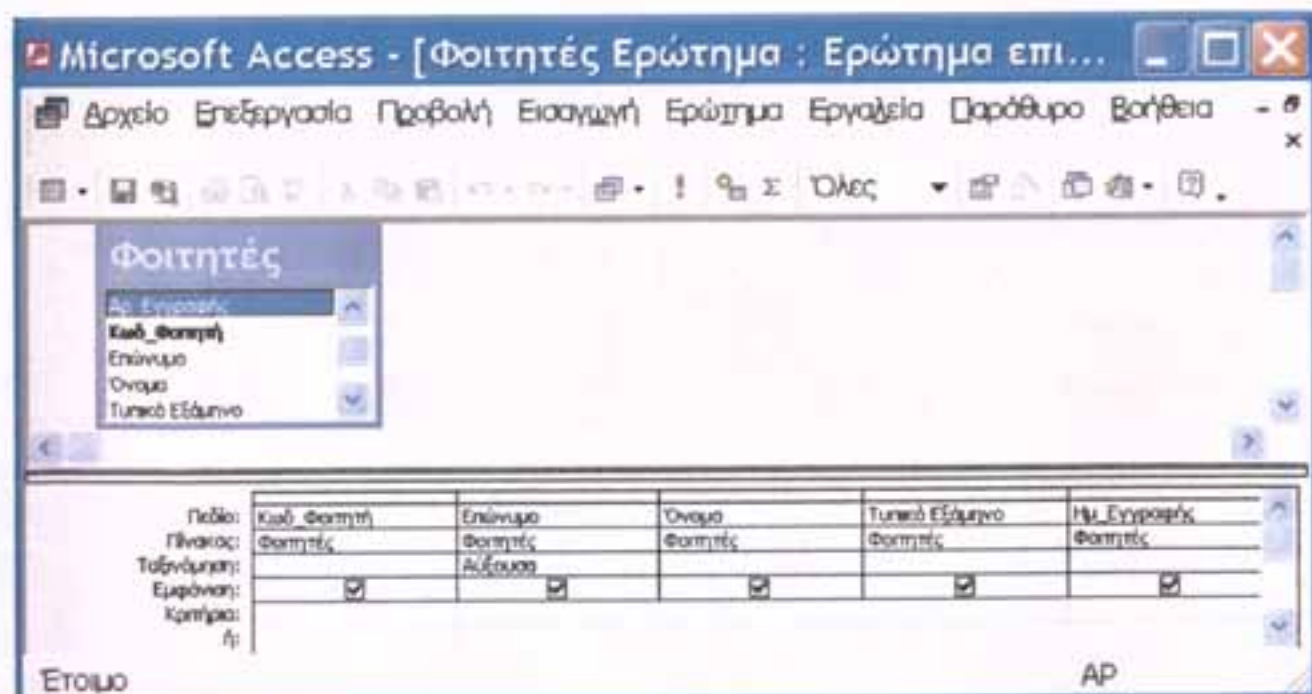 Microsoft Access - [Φοιτητές Ερώτημα : Ερώτημα επι...
Αρχείο Επεξεργασία Προβολή Εισαγωγή Ερώτημα Εργαλεία Παράθυρο Βοήθεια
Όλες
Φοιτητές
Αρ_Εγγραφής
Κωδ_Φοιτητή
Επώνυμο
Όνομα
Τυπικό Εξάμηνο
Πεδίο: Κωδ_Φοιτητή Επώνυμο Όνομα Τυπικό Εξάμηνο Ημ_Εγγραφής
Πίνακας: Φοιτητές Φοιτητές Φοιτητές Φοιτητές Φοιτητές
Ταξινόμηση: Αύξουσα
Εμφάνιση:
Κριτήρια:
ή:
Έτοιμο ΑΡ